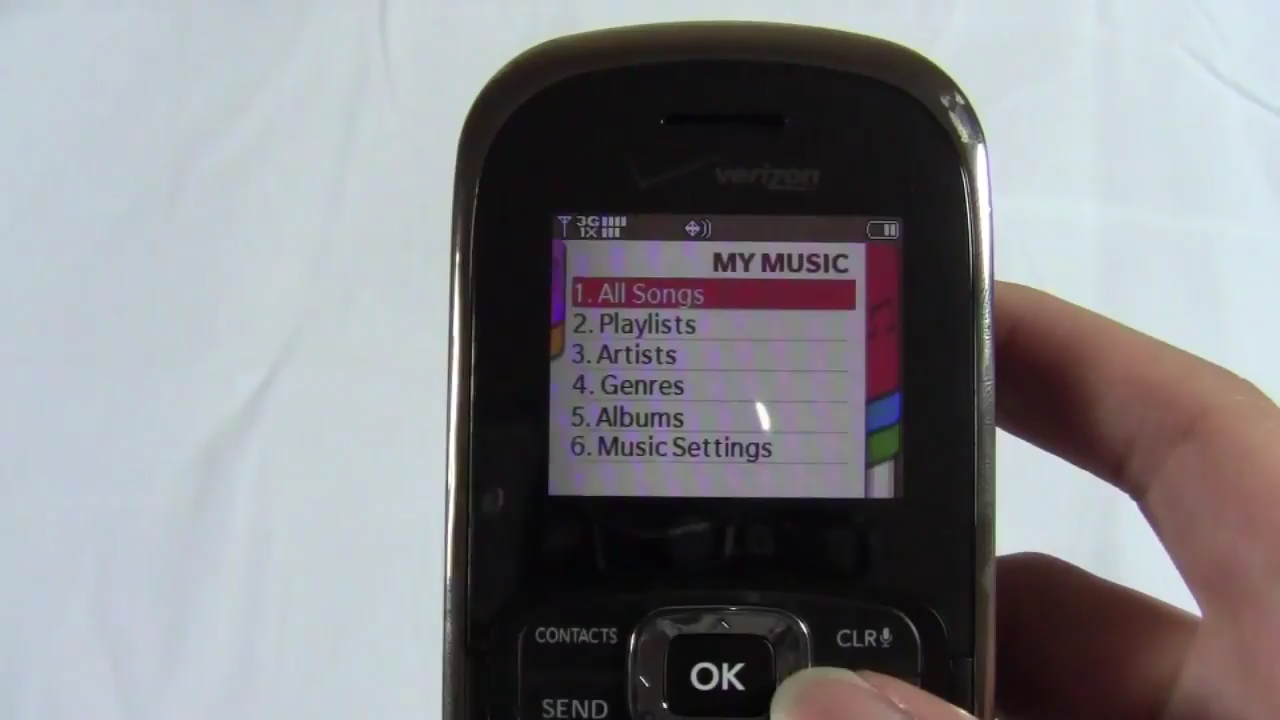 verizon
3G
1X
MY MUSIC
1. All Songs
2. Playlists
3. Artists
4. Genres
5. Albums
6. Music Settings
CONTACTS
CLR
OK
SEND